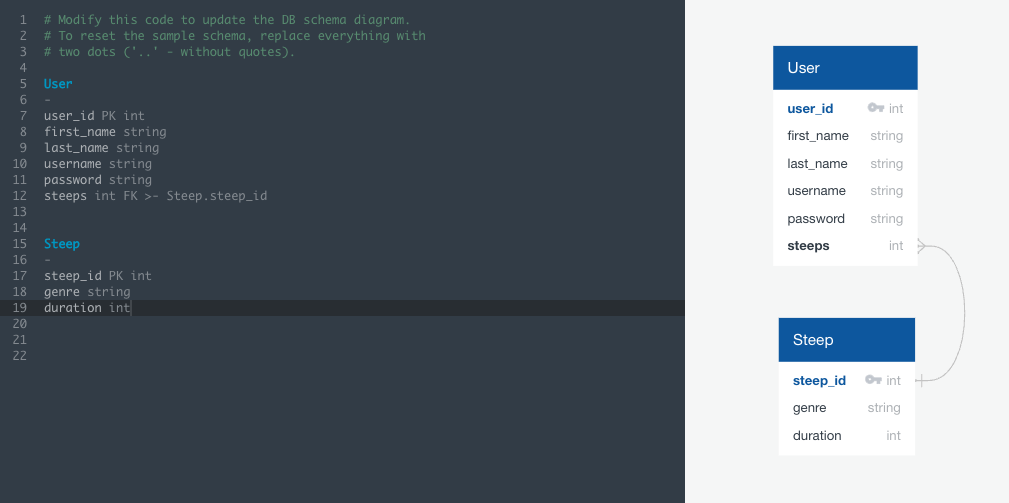 1 # Modify this code to update the DB schema diagram.
2 # To reset the sample schema, replace everything with
3 # two dots ('..' - without quotes).
4
5 User
6 -
7 user_id PK int
8 first_name string
9 last_name string
10 username string
11 password string
12 steeps int FK >- Steep.steep_id
13
14
15 Steep
16 -
17 steep_id PK int
18 genre string
19 duration int
20
21
22
User
user_id int
first_name string
last_name string
username string
password string
steeps int
Steep
steep_id int
genre string
duration int